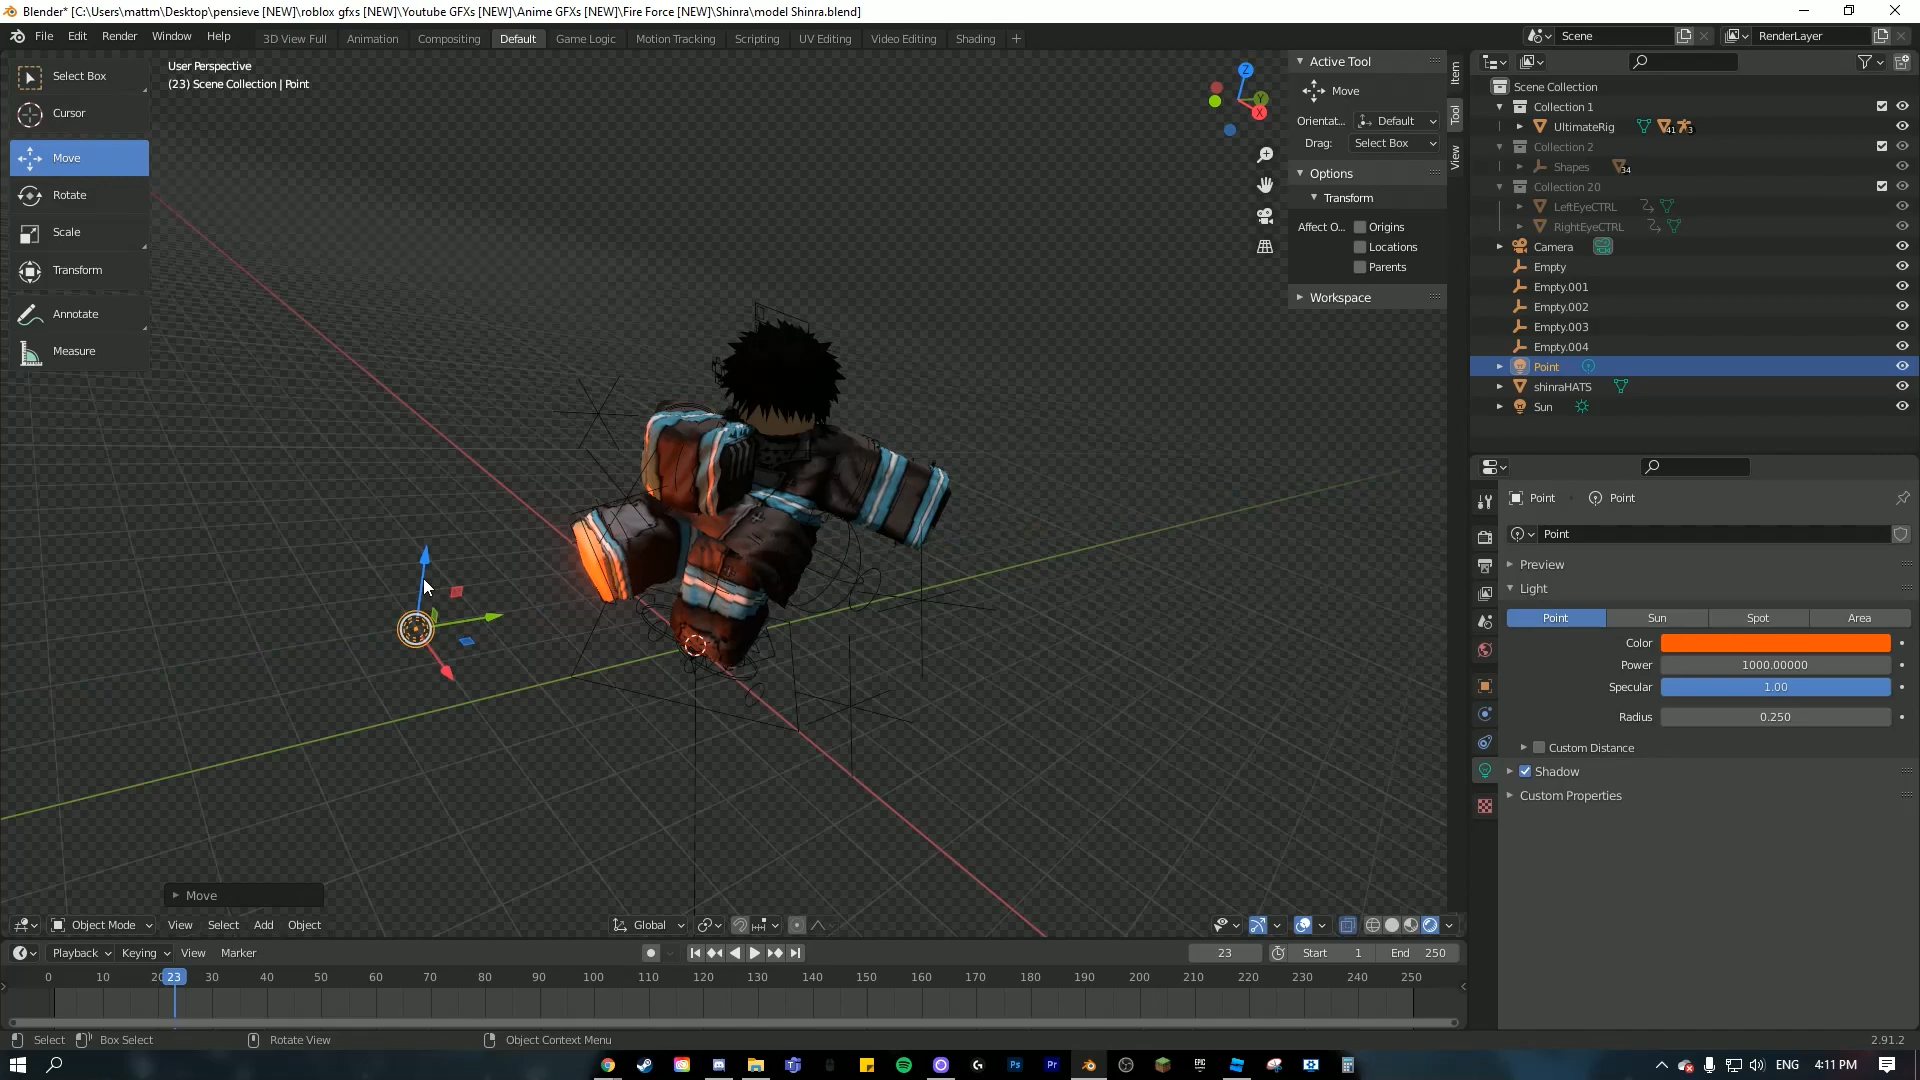 Blender* [C:\Users\mattm\Desktop\pensieve [NEW]\roblox gfxs [NEW]\Youtube GFXs [NEW]\Anime GFXs [NEW]\Fire Force [NEW]\Shinra\model Shinra.blend]
File Edit Render Window Help 3D View Full Animation Compositing Default Game Logic Motion Tracking Scripting UV Editing Video Editing Shading + Scene RenderLayer
Select Box
Cursor
Move
Rotate
Scale
Transform
Annotate
Measure
User Perspective
(23) Scene Collection | Point
Z
Y
X
Active Tool
Move
Orientat... Default
Drag: Select Box
Options
Transform
Affect O... Origins
Locations
Parents
Workspace
Item
Tool
View
Scene Collection
Collection 1
UltimateRig 41 3
Collection 2
Shapes 34
Collection 20
LeftEyeCTRL
RightEyeCTRL
Camera
Empty
Empty.001
Empty.002
Empty.003
Empty.004
Point
shinraHATS
Sun
Point Point
Point
Preview
Light
Point Sun Spot Area
Color
Power 1000.00000
Specular 1.00
Radius 0.250
Custom Distance
Shadow
Custom Properties
Move
Object Mode View Select Add Object Global
Playback Keying View Marker 23 Start 1 End 250
0 10 20 23 30 40 50 60 70 80 90 100 110 120 130 140 150 160 170 180 190 200 210 220 230 240 250
Select Box Select Rotate View Object Context Menu 2.91.2
Ps Pr EPIC ENG 4:11 PM